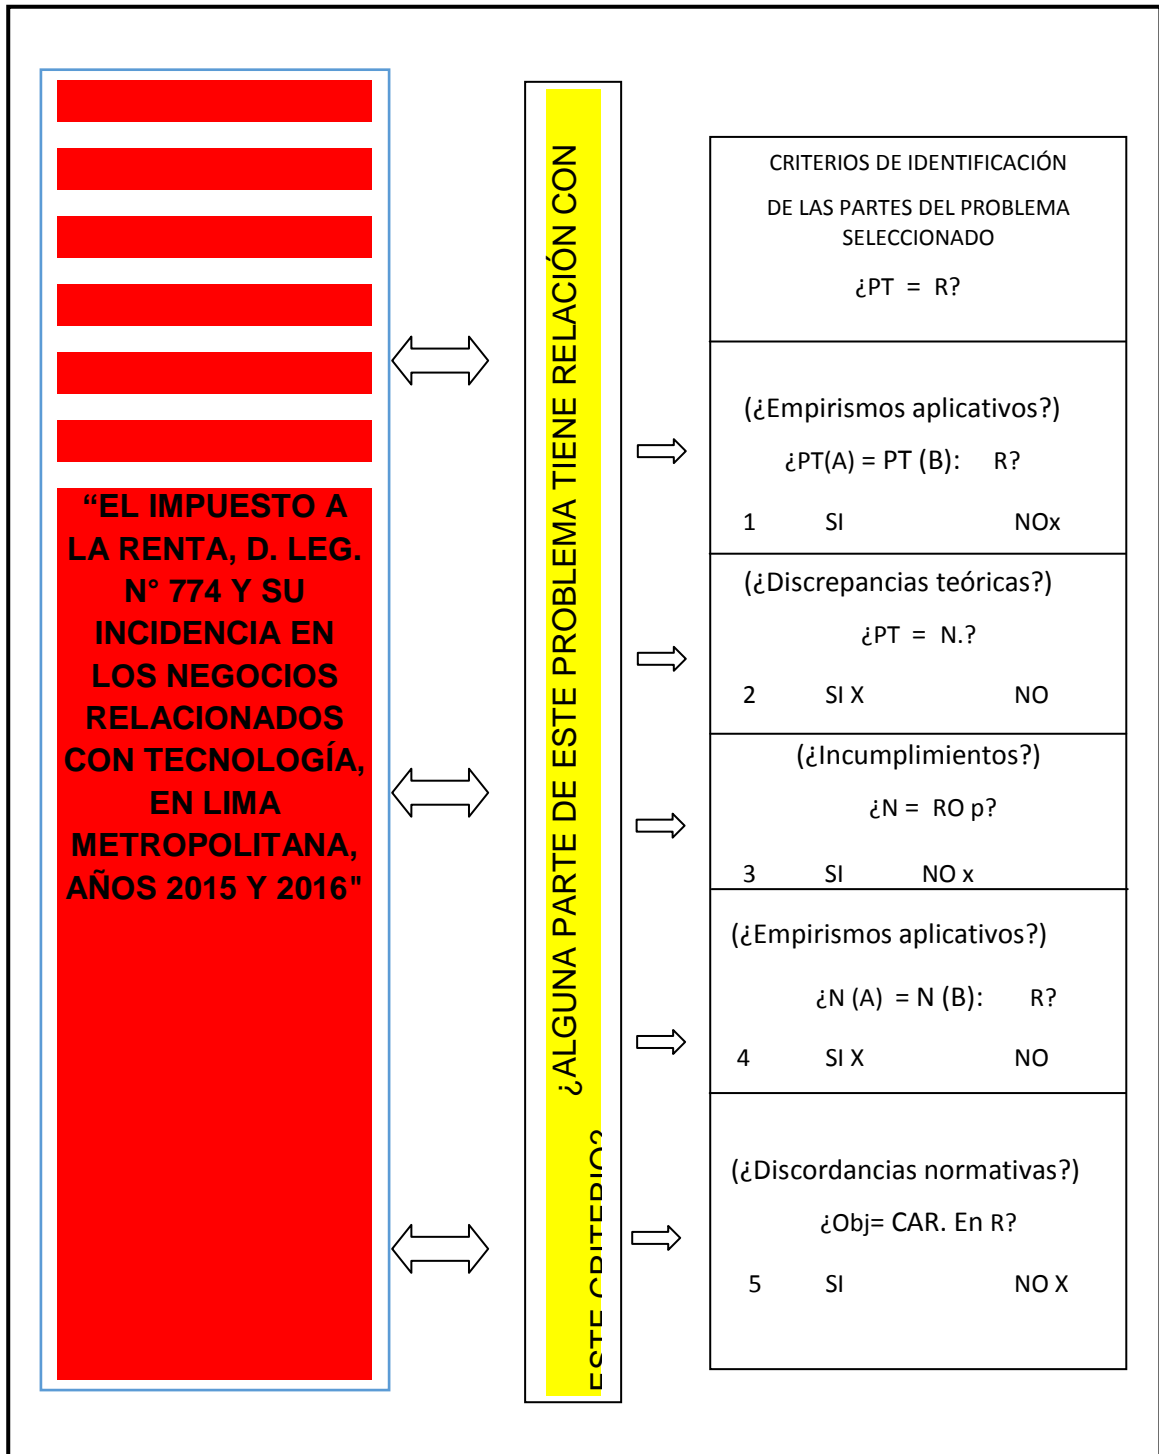 “EL IMPUESTO A
LA RENTA, D. LEG.
N° 774 Y SU
INCIDENCIA EN
LOS NEGOCIOS
RELACIONADOS
CON TECNOLOGÍA,
EN LIMA
METROPOLITANA,
AÑOS 2015 Y 2016"
¿ALGUNA PARTE DE ESTE PROBLEMA TIENE RELACIÓN CON
ESTE CRITERIO?
CRITERIOS DE IDENTIFICACIÓN
DE LAS PARTES DEL PROBLEMA
SELECCIONADO
¿PT = R?
(¿Empirismos aplicativos?)
¿PT(A) = PT (B): R?
1 SI NOx
(¿Discrepancias teóricas?)
¿PT = N.?
2 SI X NO
(¿Incumplimientos?)
¿N = RO p?
3 SI NO x
(¿Empirismos aplicativos?)
¿N (A) = N (B): R?
4 SI X NO
(¿Discordancias normativas?)
¿Obj= CAR. En R?
5 SI NO X